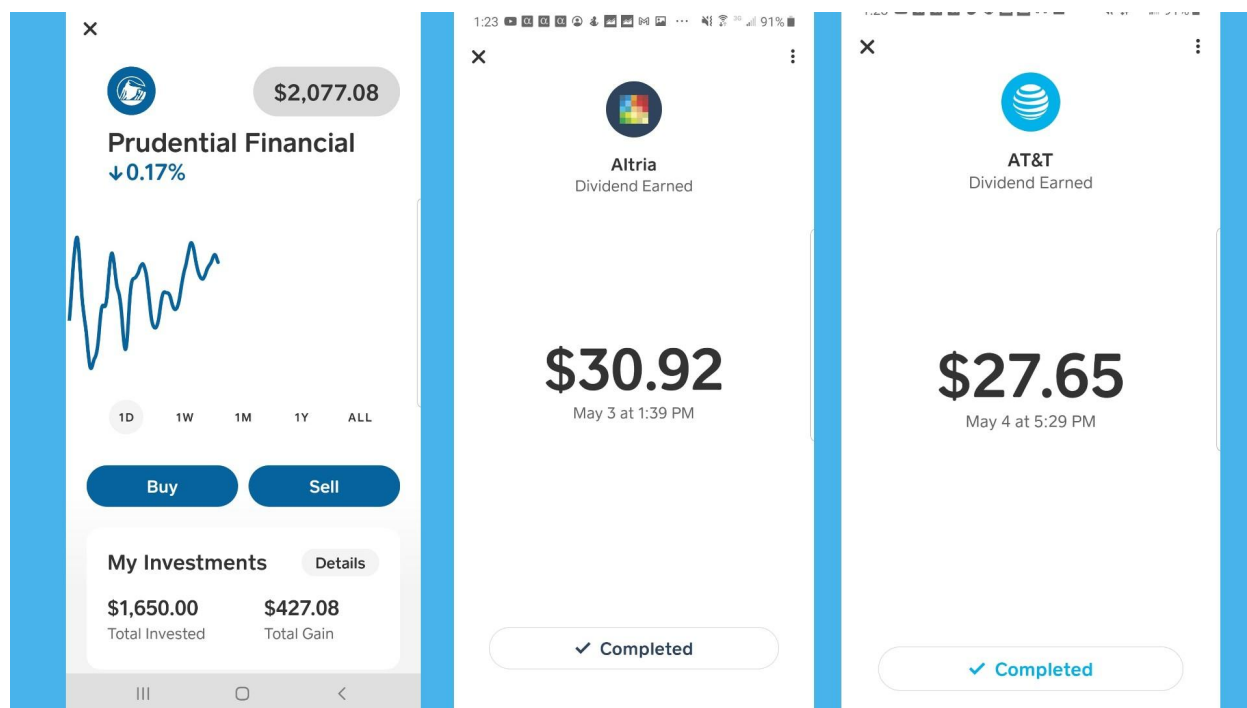 $2,077.08
Prudential Financial
↓0.17%
1D 1W 1M 1Y ALL
Buy Sell
My Investments Details
$1,650.00 $427.08
Total Invested Total Gain
1:23 3G 91%
Altria
Dividend Earned
$30.92
May 3 at 1:39 PM
✓ Completed
AT&T
Dividend Earned
$27.65
May 4 at 5:29 PM
✓ Completed